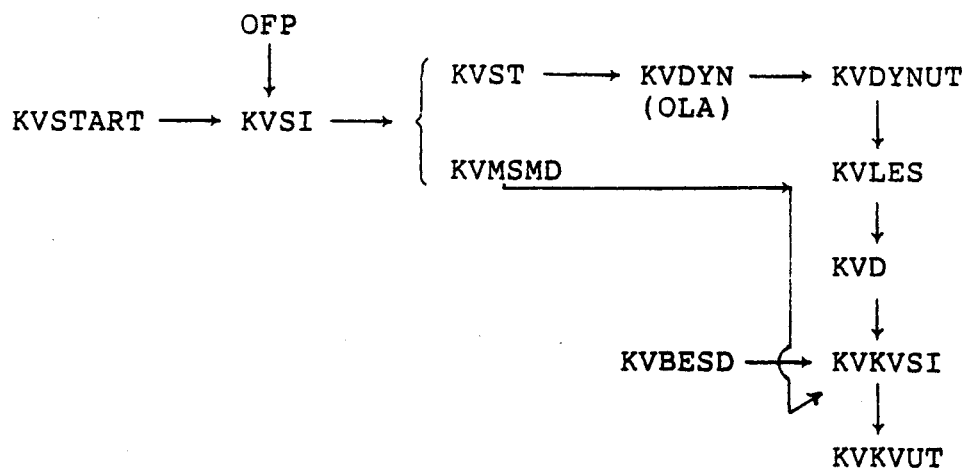 OFP
KVST
KVDYN
KVDYNUT
KVSTART
KVSI
(OLA)
KVMSMD
KVLES
KVD
KVBESD
KVKVSI
KVKVUT